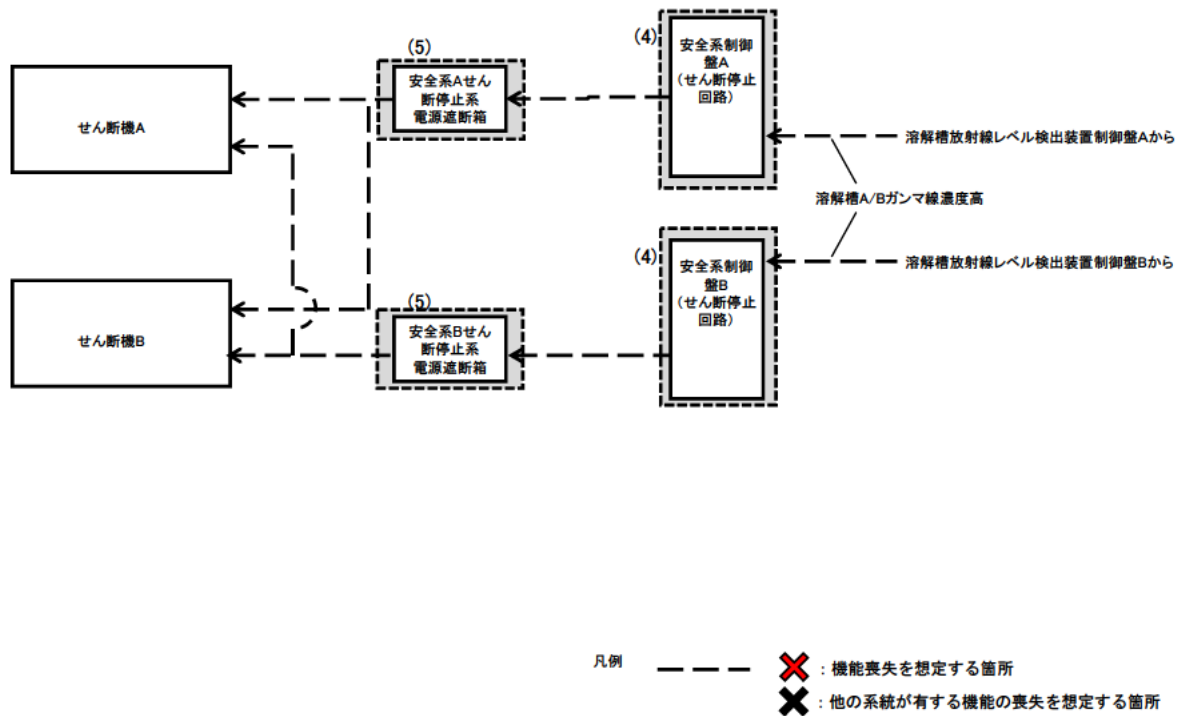 (4)
安全系制御
盤A
(せん断停止
回路)
(5)
安全系Aせん
断停止系
電源遮断箱
せん断機A
溶解槽放射線レベル検出装置制御盤Aから
溶解槽A/Bガンマ線濃度高
(4)
安全系制御
盤B
(せん断停止
回路)
溶解槽放射線レベル検出装置制御盤Bから
(5)
安全系Bせん
断停止系
電源遮断箱
せん断機B
凡例
:機能喪失を想定する箇所
:他の系統が有する機能の喪失を想定する箇所